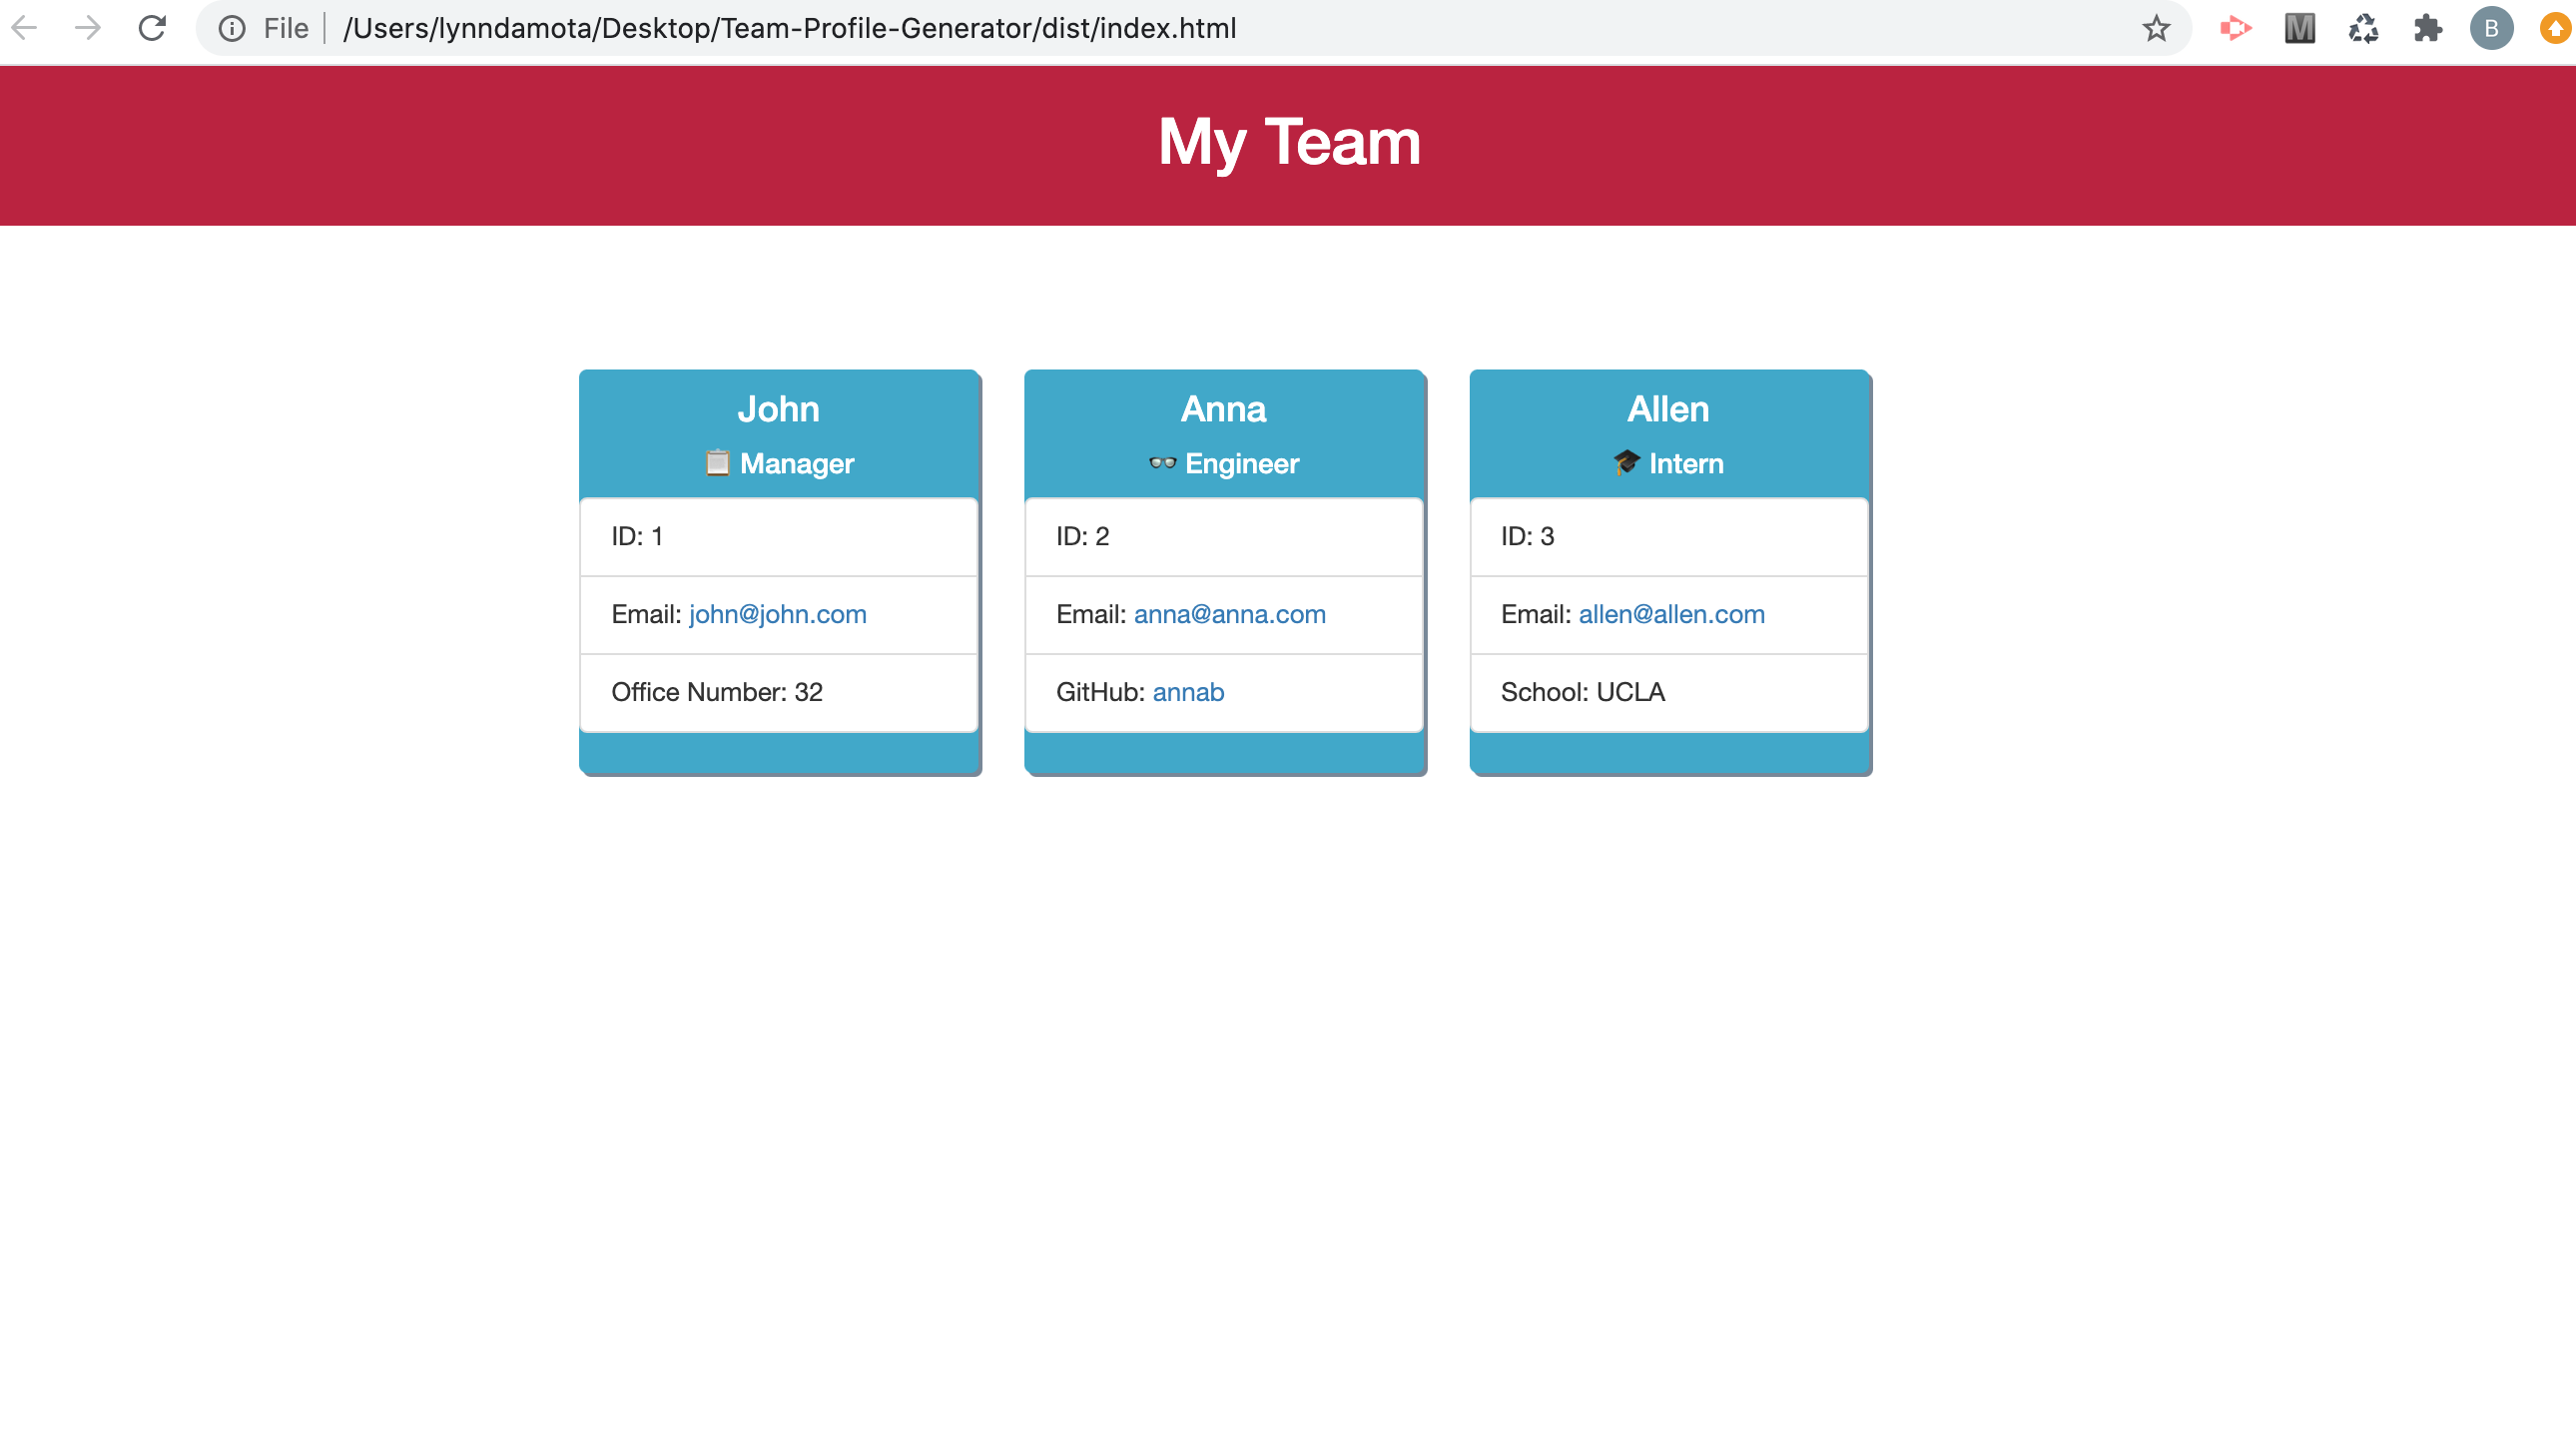 File /Users/lynndamota/Desktop/Team-Profile-Generator/dist/index.html
M
B
My Team
John
📋 Manager
ID: 1
Email: john@john.com
Office Number: 32
Anna
👓 Engineer
ID: 2
Email: anna@anna.com
GitHub: annab
Allen
🎓 Intern
ID: 3
Email: allen@allen.com
School: UCLA